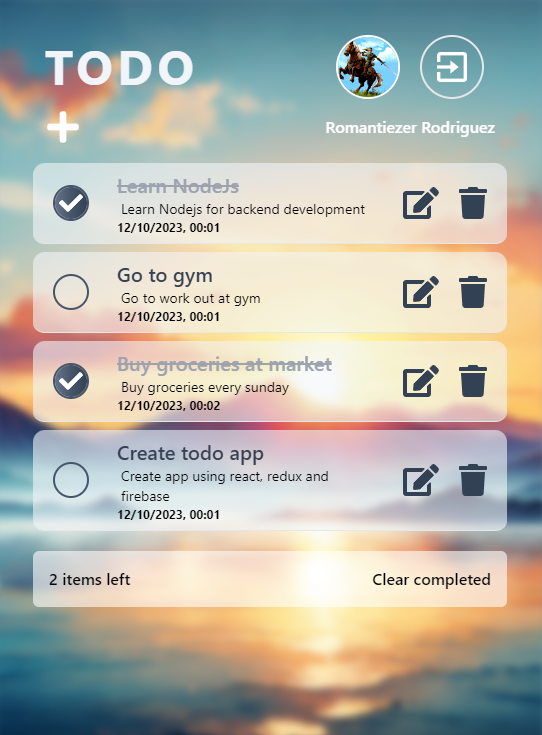 TODO
Romantiezer Rodriguez
Learn NodeJs
Learn Nodejs for backend development
12/10/2023, 00:01
Go to gym
Go to work out at gym
12/10/2023, 00:01
Buy groceries at market
Buy groceries every sunday
12/10/2023, 00:02
Create todo app
Create app using react, redux and
firebase
12/10/2023, 00:01
2 items left
Clear completed